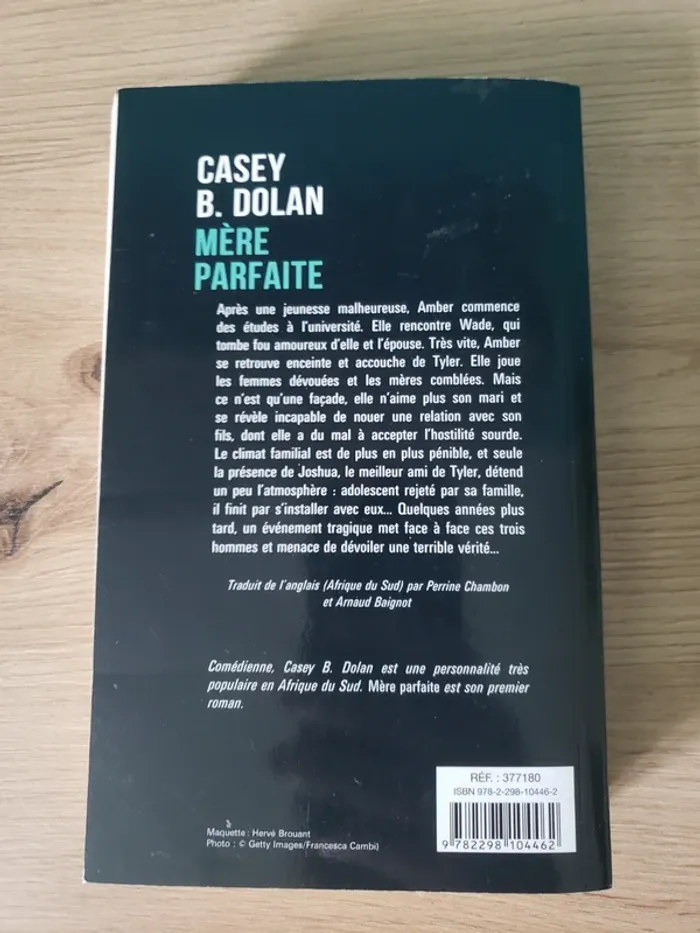 CASEY
B. DOLAN
MÈRE
PARFAITE
Après une jeunesse malheureuse, Amber commence
des études à l'université. Elle rencontre Wade, qui
tombe fou amoureux d'elle et l'épouse. Très vite, Amber
se retrouve enceinte et accouche de Tyler. Elle joue
les femmes dévouées et les mères comblées. Mais
ce n'est qu'une façade, elle n'aime plus son mari et
se révèle incapable de nouer une relation avec son
fils, dont elle a du mal à accepter l'hostilité sourde.
Le climat familial est de plus en plus pénible, et seule
la présence de Joshua, le meilleur ami de Tyler, détend
un peu l'atmosphère : adolescent rejeté par sa famille,
il finit par s'installer avec eux... Quelques années plus
tard, un événement tragique met face à face ces trois
hommes et menace de dévoiler une terrible vérité...
Traduit de l'anglais (Afrique du Sud) par Perrine Chambon
et Arnaud Baignot
Comédienne, Casey B. Dolan est une personnalité très
populaire en Afrique du Sud. Mère parfaite est son premier
roman.
RÉF. : 377180
ISBN 978-2-298-10446-2
9 782298 104462
Maquette : Hervé Brouant
Photo : © Getty Images/Francesca Cambi)